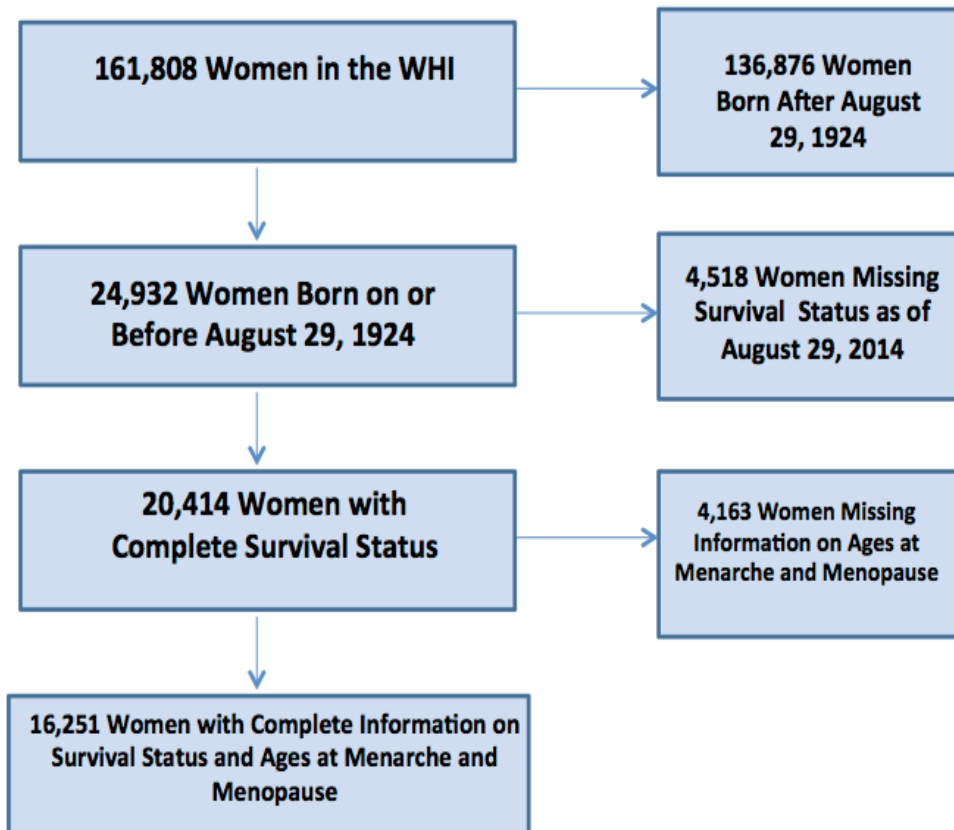 161,808 Women in the WHI
136,876 Women
Born After August
29, 1924
24,932 Women Born on or
Before August 29, 1924
4,518 Women Missing
Survival Status as of
August 29, 2014
20,414 Women with
Complete Survival Status
4,163 Women Missing
Information on Ages at
Menarche and Menopause
16,251 Women with Complete Information on
Survival Status and Ages at Menarche and
Menopause